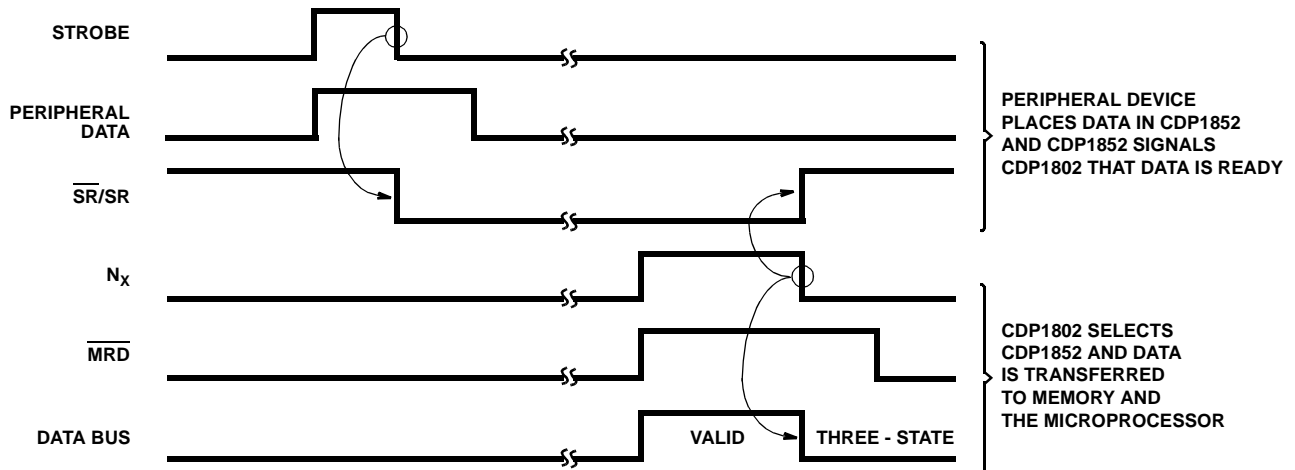 STROBE
PERIPHERAL
DATA
SR/SR
NX
MRD
DATA BUS
VALID
THREE - STATE
PERIPHERAL DEVICE
PLACES DATA IN CDP1852
AND CDP1852 SIGNALS
CDP1802 THAT DATA IS READY
CDP1802 SELECTS
CDP1852 AND DATA
IS TRANSFERRED
TO MEMORY AND
THE MICROPROCESSOR